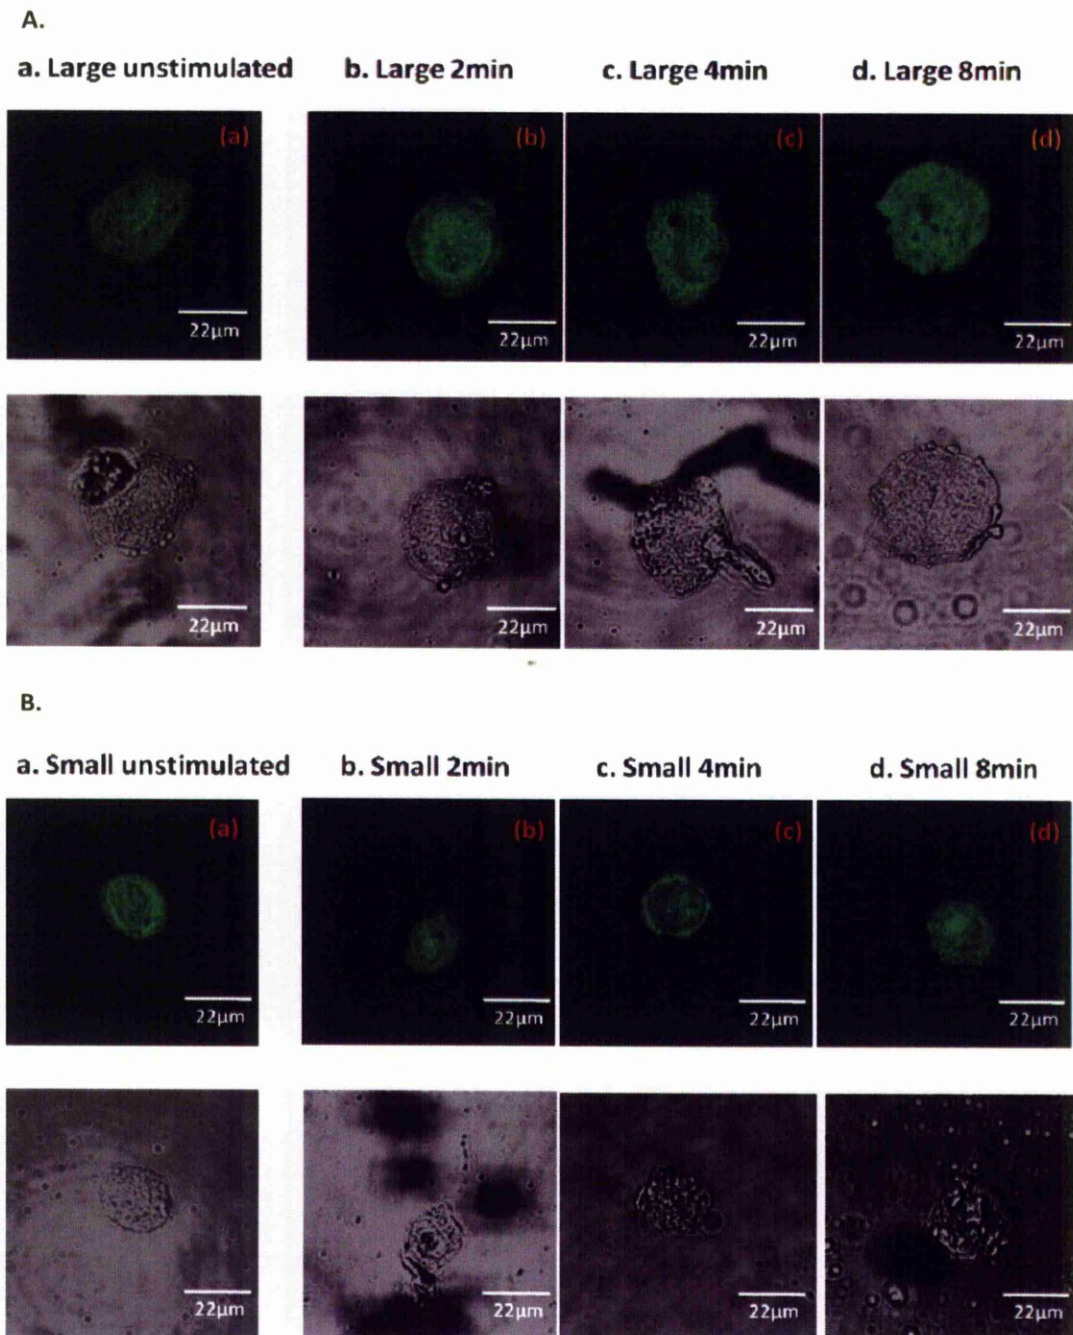 A.
a. Large unstimulated b. Large 2min c. Large 4min d. Large 8min
(a) (b) (c) (d)
22µm 22µm 22µm 22µm
22µm 22µm 22µm 22µm
B.
a. Small unstimulated b. Small 2min c. Small 4min d. Small 8min
(a) (b) (c) (d)
22µm 22µm 22µm 22µm
22µm 22µm 22µm 22µm